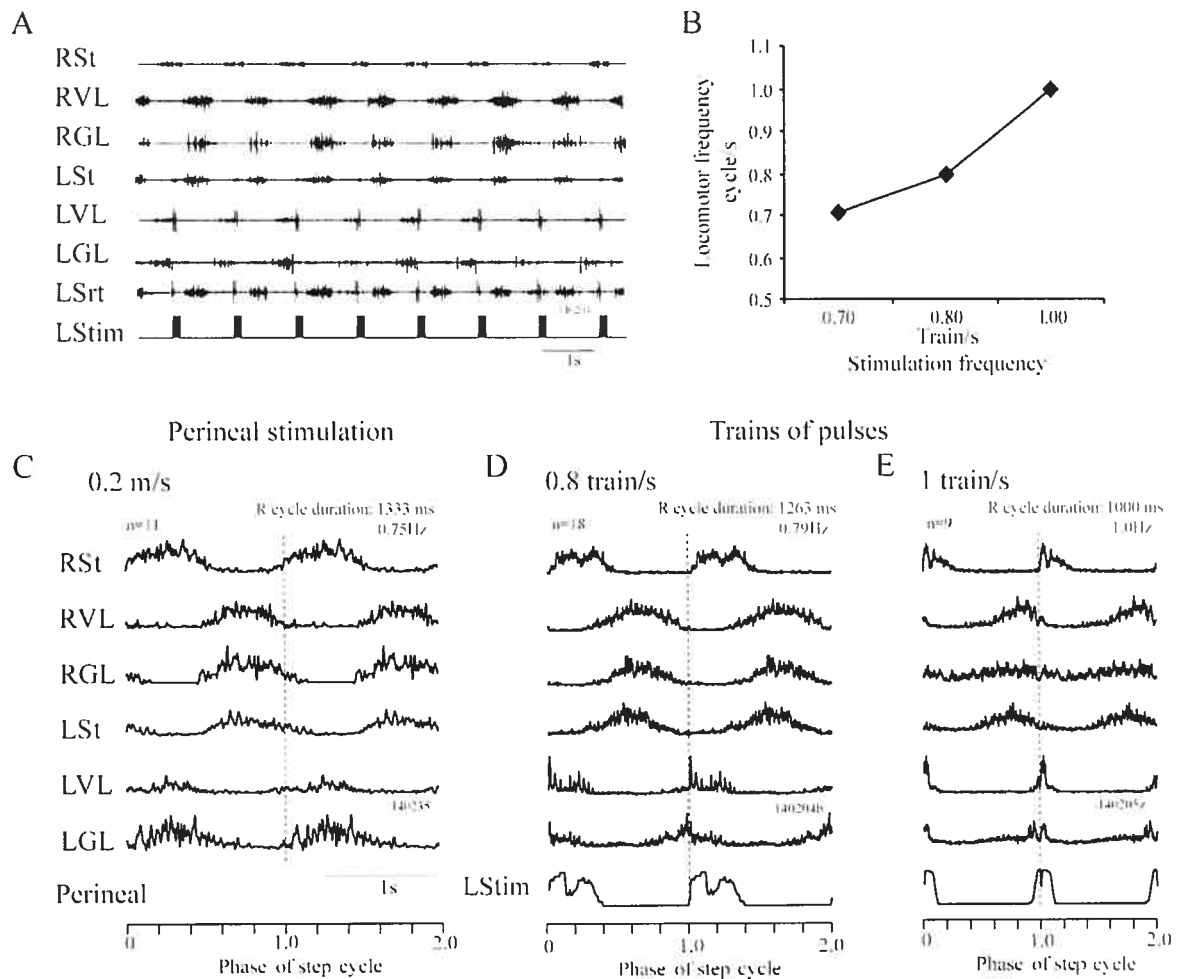 A
RSt
RVL
RGL
LSt
LVL
LGL
LSrt
LStim
1s
B
1.1
1.0
0.9
0.8
0.7
0.6
0.5
Locomotor frequency
cycle/s
0.70 0.80 1.00
Train/s
Stimulation frequency
Perineal stimulation
Trains of pulses
C
0.2 m/s
n=11
R cycle duration: 1333 ms
0.75Hz
RSt
RVL
RGL
LSt
LVL
LGL
140235
Perineal
1s
0 1.0 2.0
Phase of step cycle
D
0.8 train/s
n=18
R cycle duration: 1263 ms
0.79Hz
140204b
LStim
0 1.0 2.0
Phase of step cycle
E
1 train/s
n=9
R cycle duration: 1000 ms
1.0Hz
0 1.0 2.0
Phase of step cycle